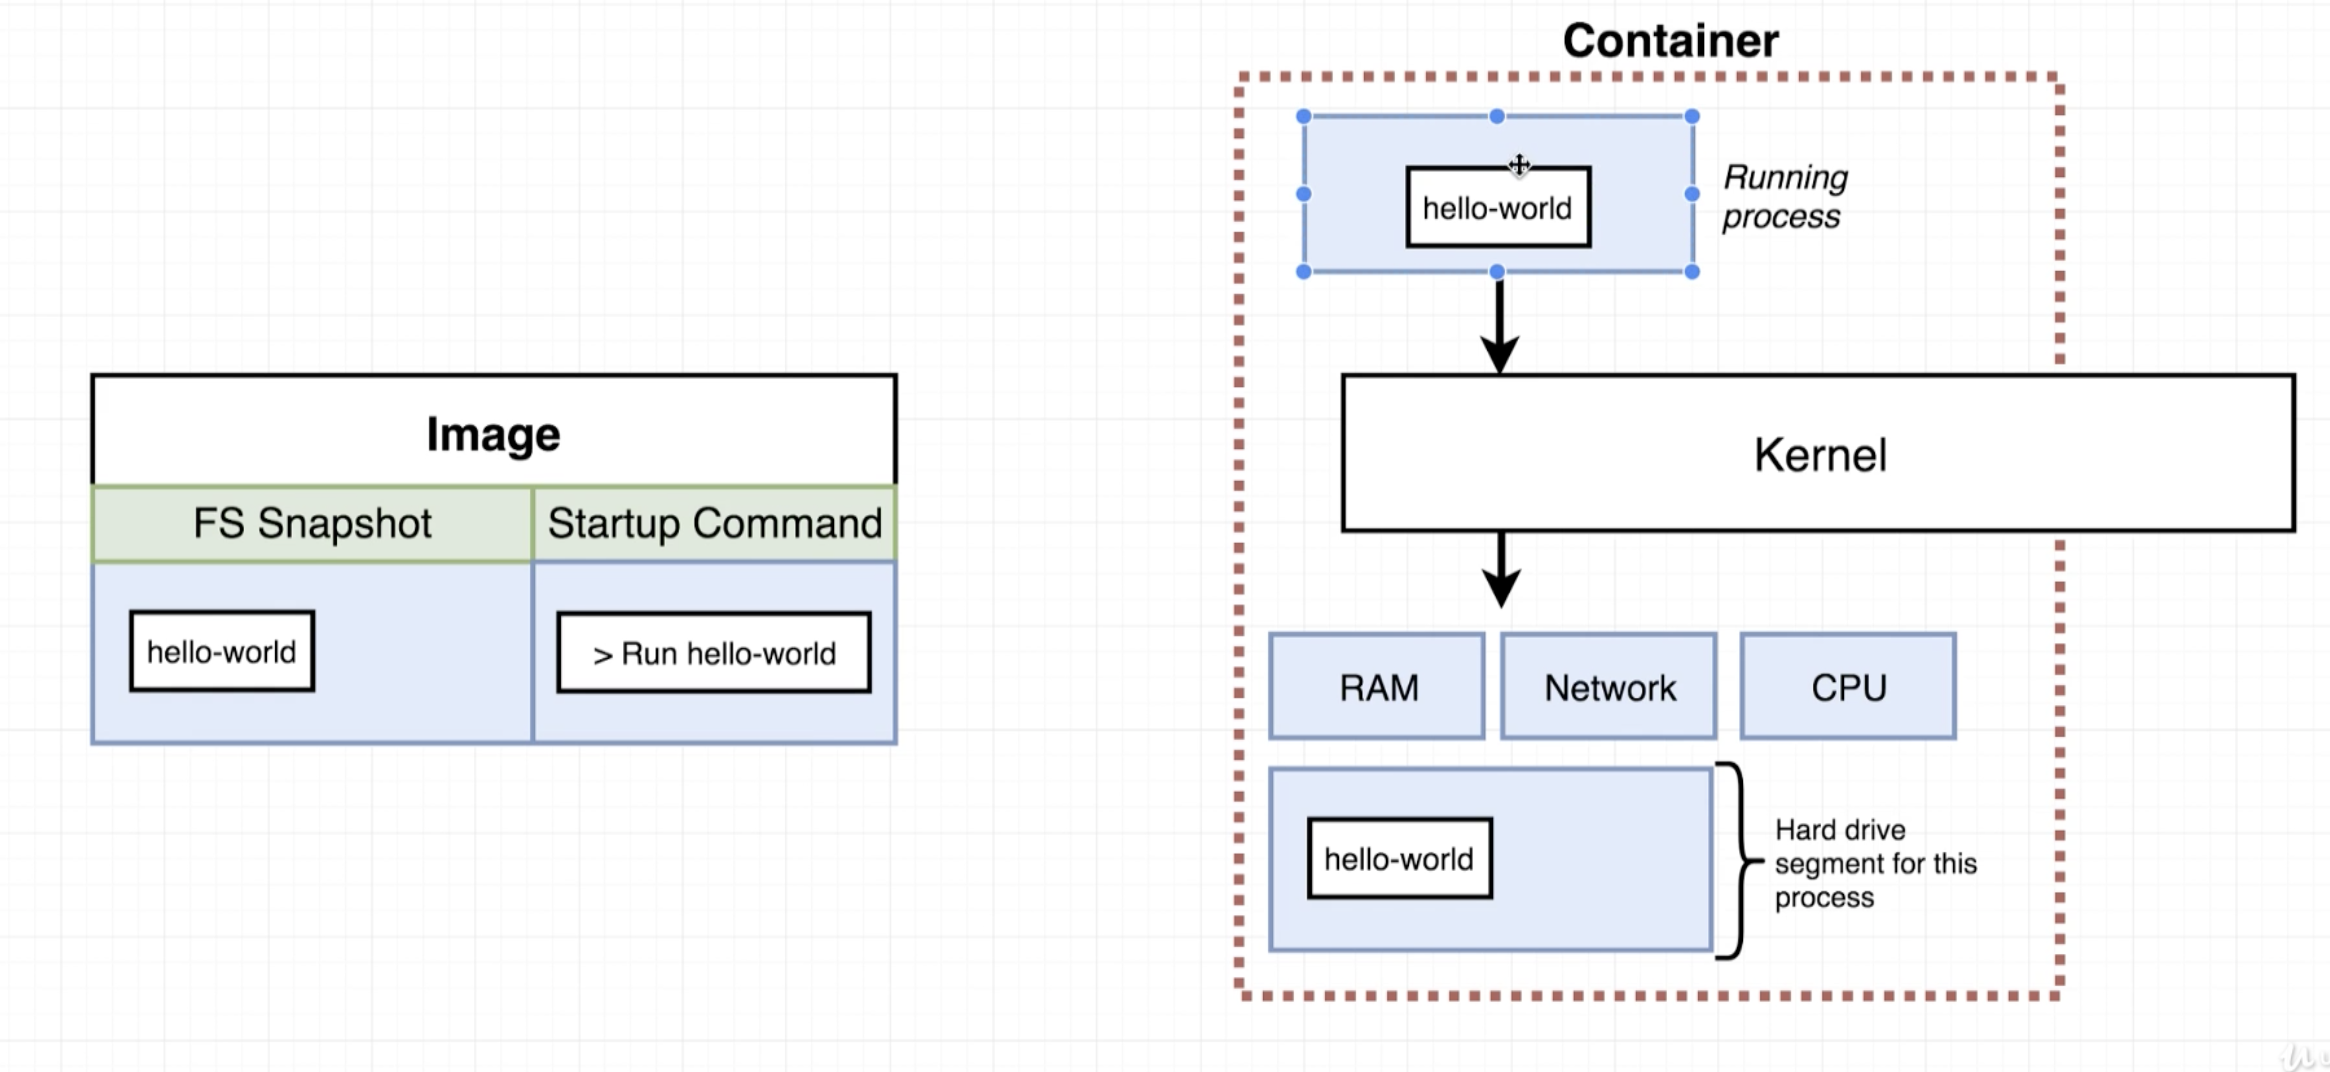 Container
hello-world
Running
process
Image
FS Snapshot
Startup Command
hello-world
> Run hello-world
Kernel
RAM
Network
CPU
hello-world
Hard drive
segment for this
process